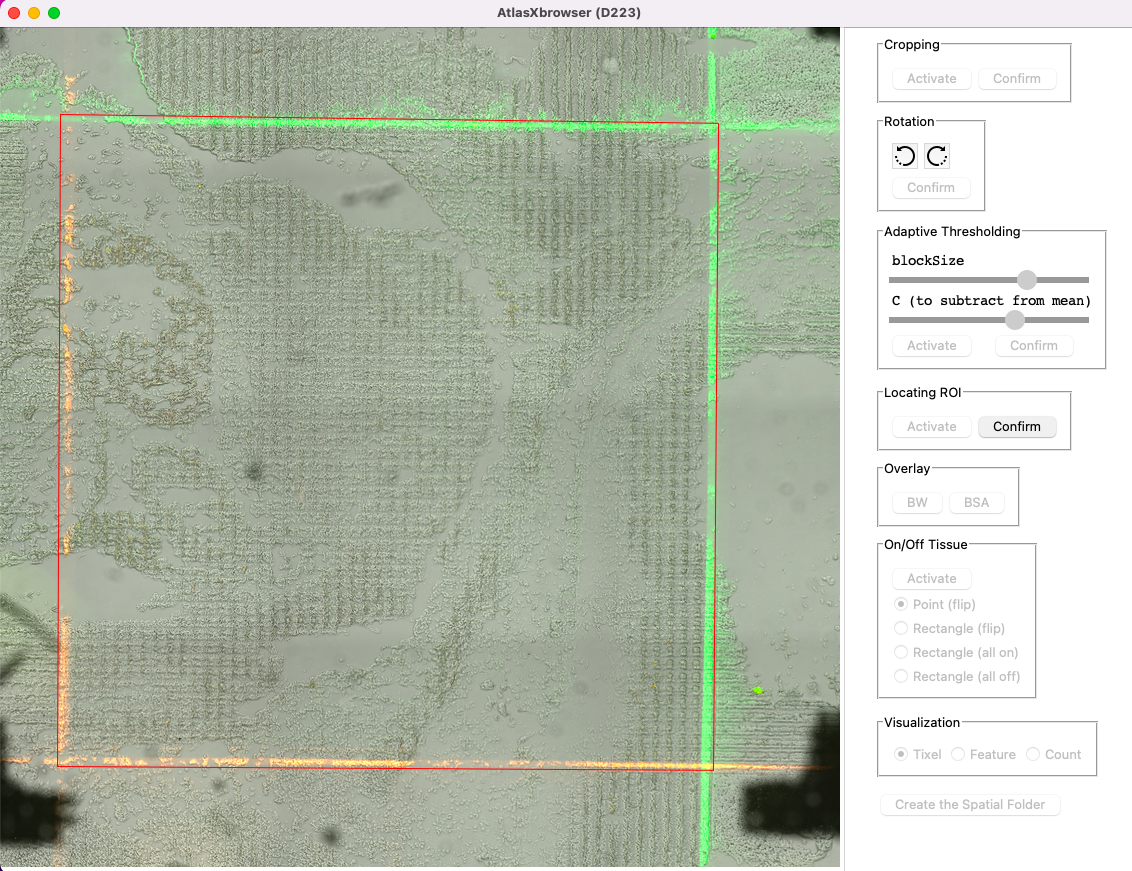 AtlasXbrowser (D223)
Cropping
Activate Confirm
Rotation
Confirm
Adaptive Thresholding
blockSize
C (to subtract from mean)
Activate Confirm
Locating ROI
Activate Confirm
Overlay
BW BSA
On/Off Tissue
Activate
Point (flip)
Rectangle (flip)
Rectangle (all on)
Rectangle (all off)
Visualization
Tixel Feature Count
Create the Spatial Folder